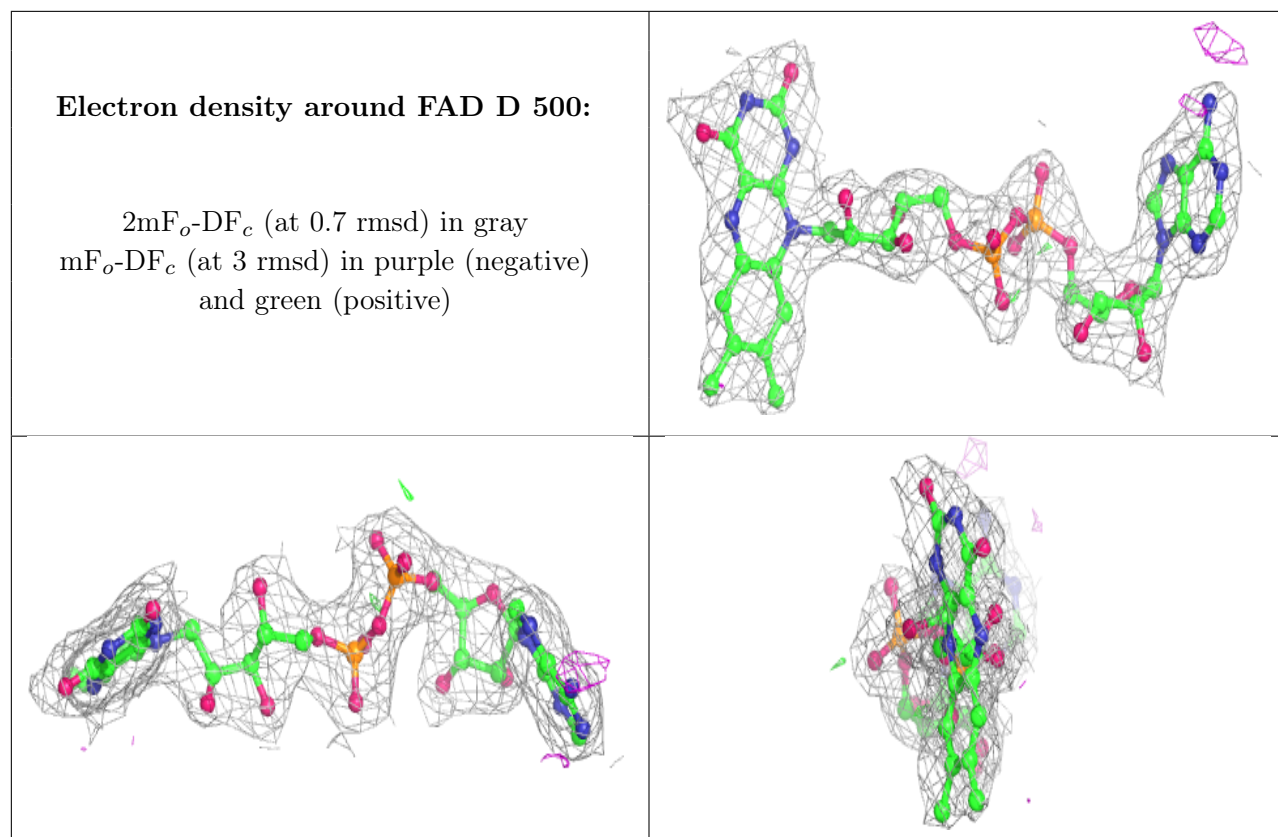 Electron density around FAD D 500:
2mFo-DFc (at 0.7 rmsd) in gray
mFo-DFc (at 3 rmsd) in purple (negative)
and green (positive)